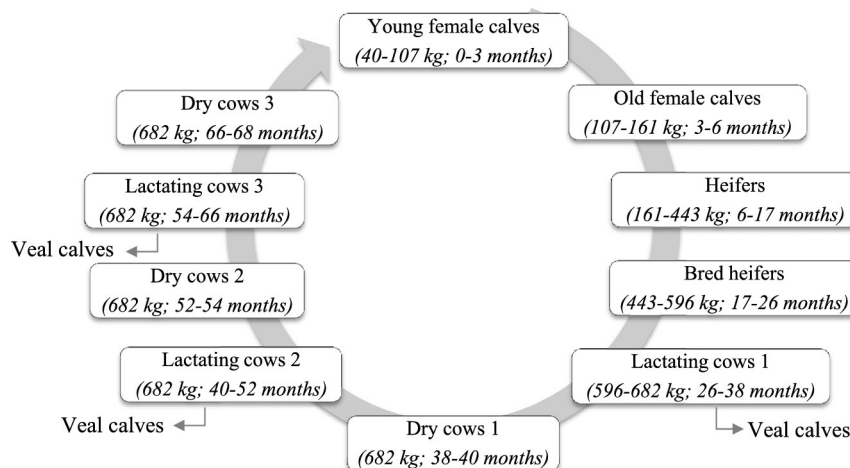 Young female calves
(40-107 kg; 0-3 months)
Old female calves
(107-161 kg; 3-6 months)
Heifers
(161-443 kg; 6-17 months)
Bred heifers
(443-596 kg; 17-26 months)
Lactating cows 1
(596-682 kg; 26-38 months)
Veal calves
Dry cows 1
(682 kg; 38-40 months)
Lactating cows 2
(682 kg; 40-52 months)
Veal calves
Dry cows 2
(682 kg; 52-54 months)
Lactating cows 3
(682 kg; 54-66 months)
Veal calves
Dry cows 3
(682 kg; 66-68 months)